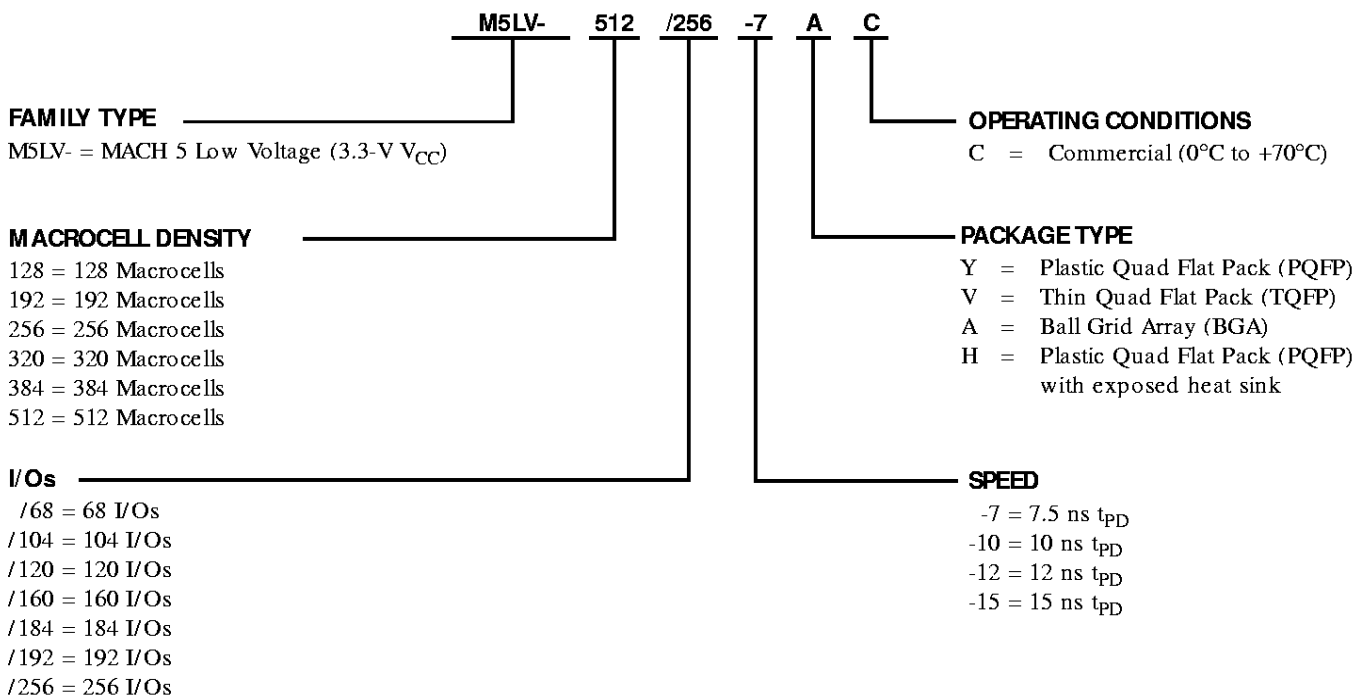 M5LV- 512 /256 -7 A C
FAMILY TYPE
M5LV- = MACH 5 Low Voltage (3.3-V VCC)
MACROCELL DENSITY
128 = 128 Macrocells
192 = 192 Macrocells
256 = 256 Macrocells
320 = 320 Macrocells
384 = 384 Macrocells
512 = 512 Macrocells
I/Os
/68 = 68 I/Os
/104 = 104 I/Os
/120 = 120 I/Os
/160 = 160 I/Os
/184 = 184 I/Os
/192 = 192 I/Os
/256 = 256 I/Os
OPERATING CONDITIONS
C = Commercial (0°C to +70°C)
PACKAGE TYPE
Y = Plastic Quad Flat Pack (PQFP)
V = Thin Quad Flat Pack (TQFP)
A = Ball Grid Array (BGA)
H = Plastic Quad Flat Pack (PQFP)
with exposed heat sink
SPEED
-7 = 7.5 ns tPD
-10 = 10 ns tPD
-12 = 12 ns tPD
-15 = 15 ns tPD